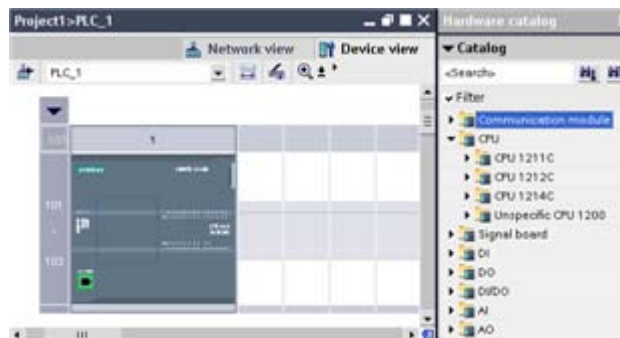 Project1>PLC_1
Network view
Device view
PLC_1
1
101
102
Hardware catalog
Catalog
<Search>
Filter
Communication module
CPU
CPU 1211C
CPU 1212C
CPU 1214C
Unspecific CPU 1200
Signal board
DI
DO
DI/DO
AI
AO